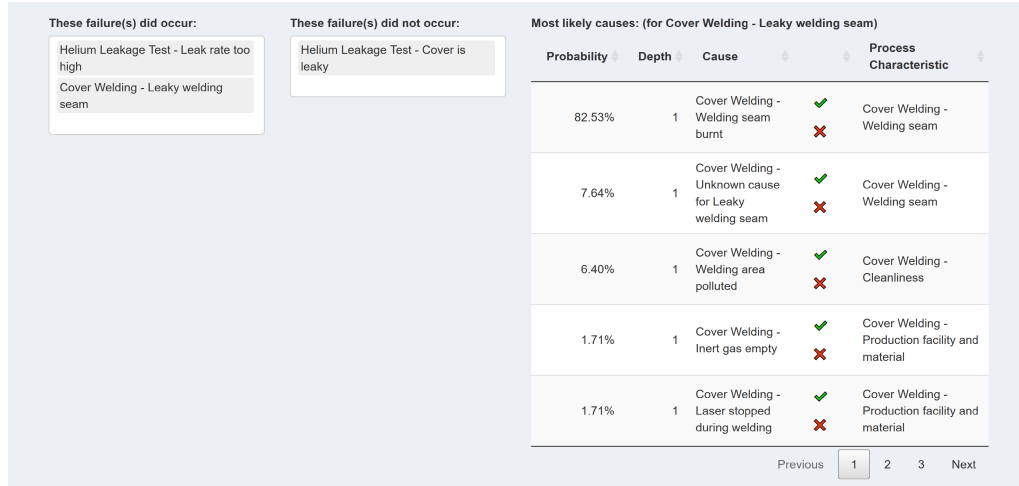 These failure(s) did occur:
Helium Leakage Test - Leak rate too
high
Cover Welding - Leaky welding
seam
These failure(s) did not occur:
Helium Leakage Test - Cover is
leaky
Most likely causes: (for Cover Welding - Leaky welding seam)
Probability Depth Cause Process
Characteristic
82.53% 1 Cover Welding -
Welding seam
burnt
Cover Welding -
Welding seam
7.64% 1 Cover Welding -
Unknown cause
for Leaky
welding seam
Cover Welding -
Welding seam
6.40% 1 Cover Welding -
Welding area
polluted
Cover Welding -
Cleanliness
1.71% 1 Cover Welding -
Inert gas empty
Cover Welding -
Production facility and
material
1.71% 1 Cover Welding -
Laser stopped
during welding
Cover Welding -
Production facility and
material
Previous 1 2 3 Next